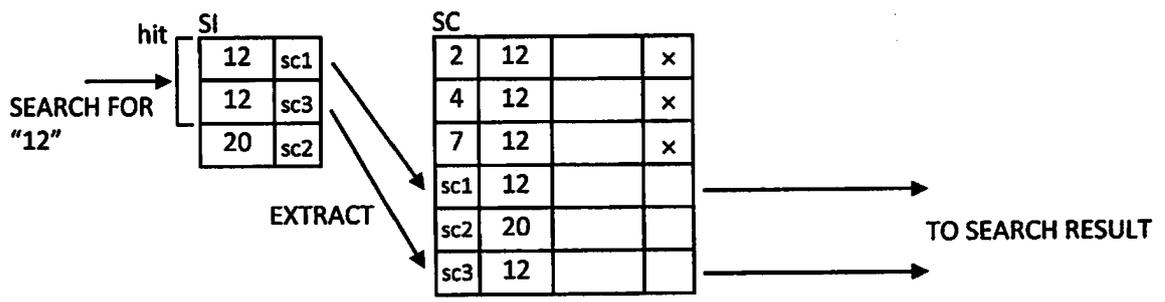 hit
SI
SC
12 sc1
12 sc3
20 sc2
SEARCH FOR
"12"
EXTRACT
2 12 ×
4 12 ×
7 12 ×
sc1 12
sc2 20
sc3 12
TO SEARCH RESULT